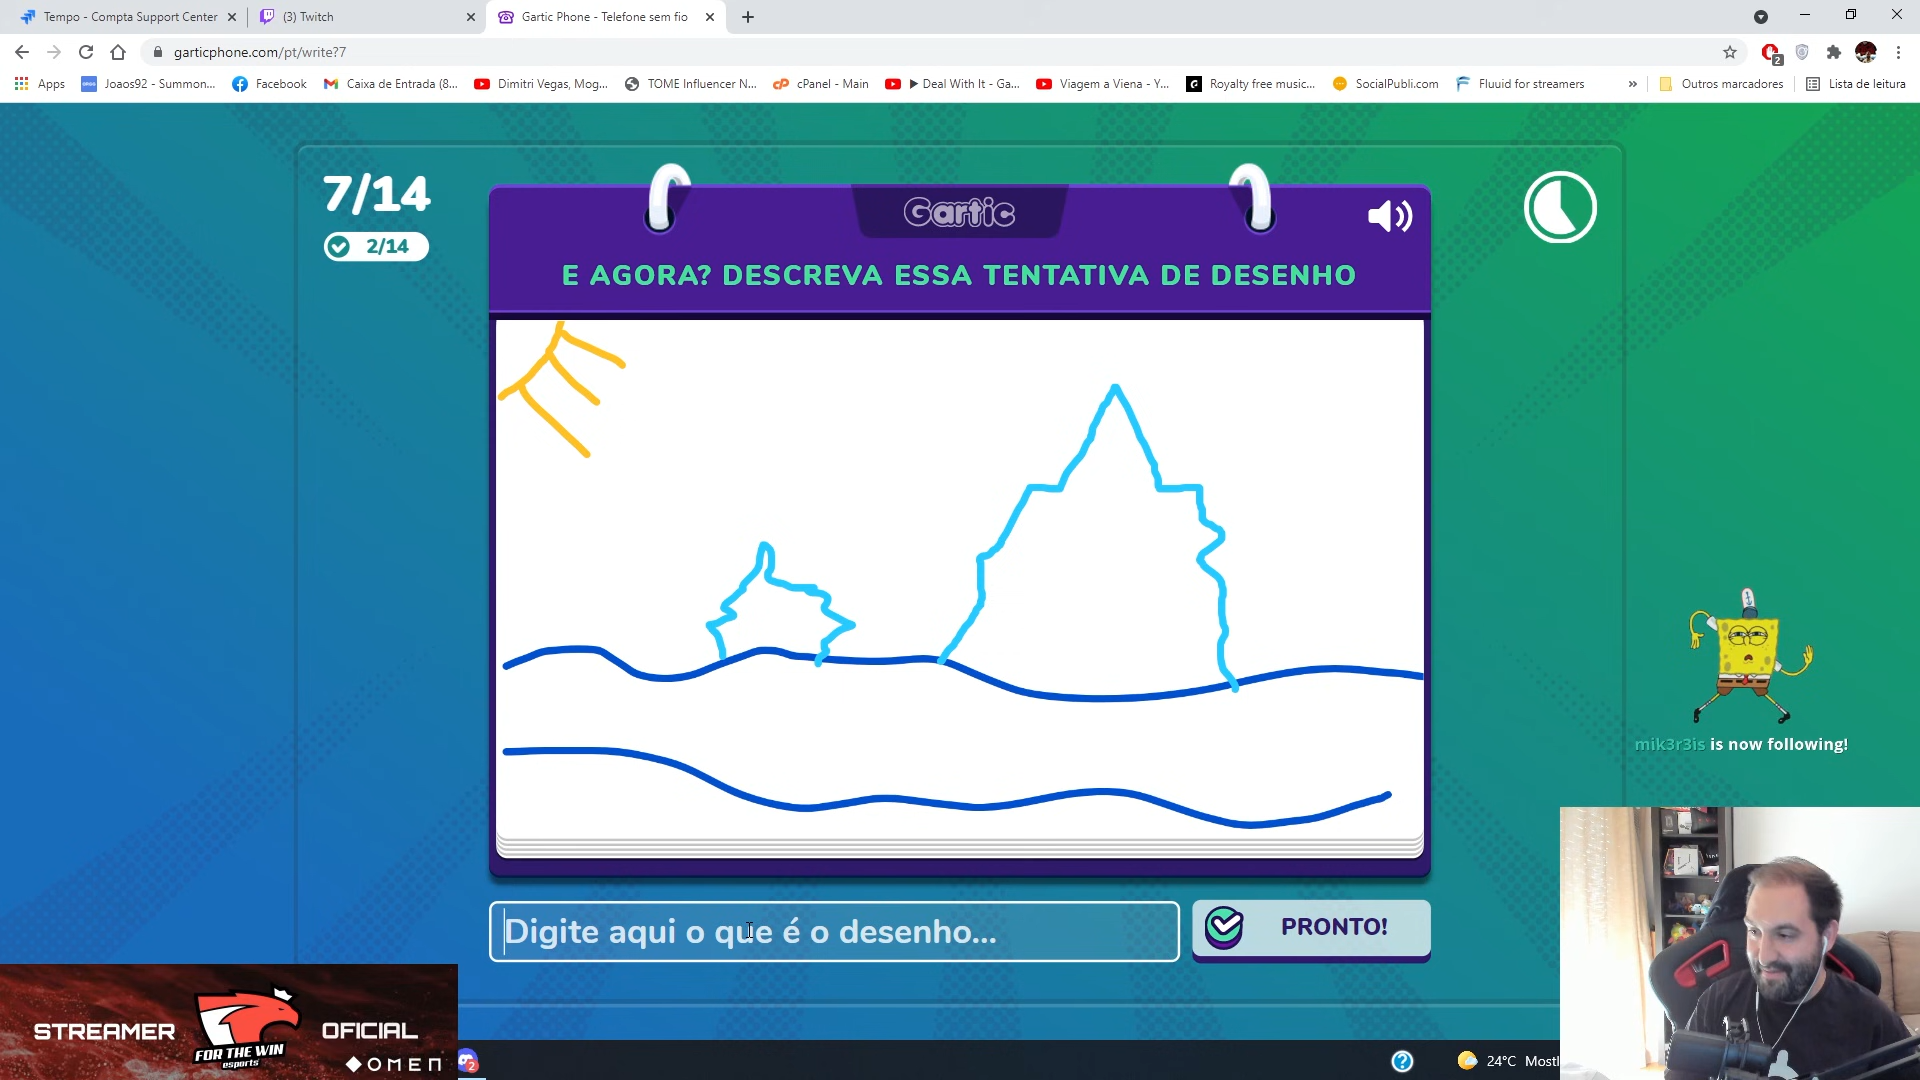 Tempo - Compta Support Center
(3) Twitch
Gartic Phone - Telefone sem fio
garticphone.com/pt/write?7
2
Apps
Joaos92 - Summon...
Facebook
Caixa de Entrada (8...
Dimitri Vegas, Mog...
TOME Influencer N...
cPanel - Main
Deal With It - Ga...
Viagem a Viena - Y...
Royalty free music...
SocialPubli.com
Fluuid for streamers
»
Outros marcadores
Lista de leitura
7/14
2/14
Gartic
E AGORA? DESCREVA ESSA TENTATIVA DE DESENHO
mik3r3is is now following!
Digite aqui o que é o desenho...
PRONTO!
STREAMER
OFICIAL
FOR THE WIN
esports
OMEN
2
?
24°C Mostl